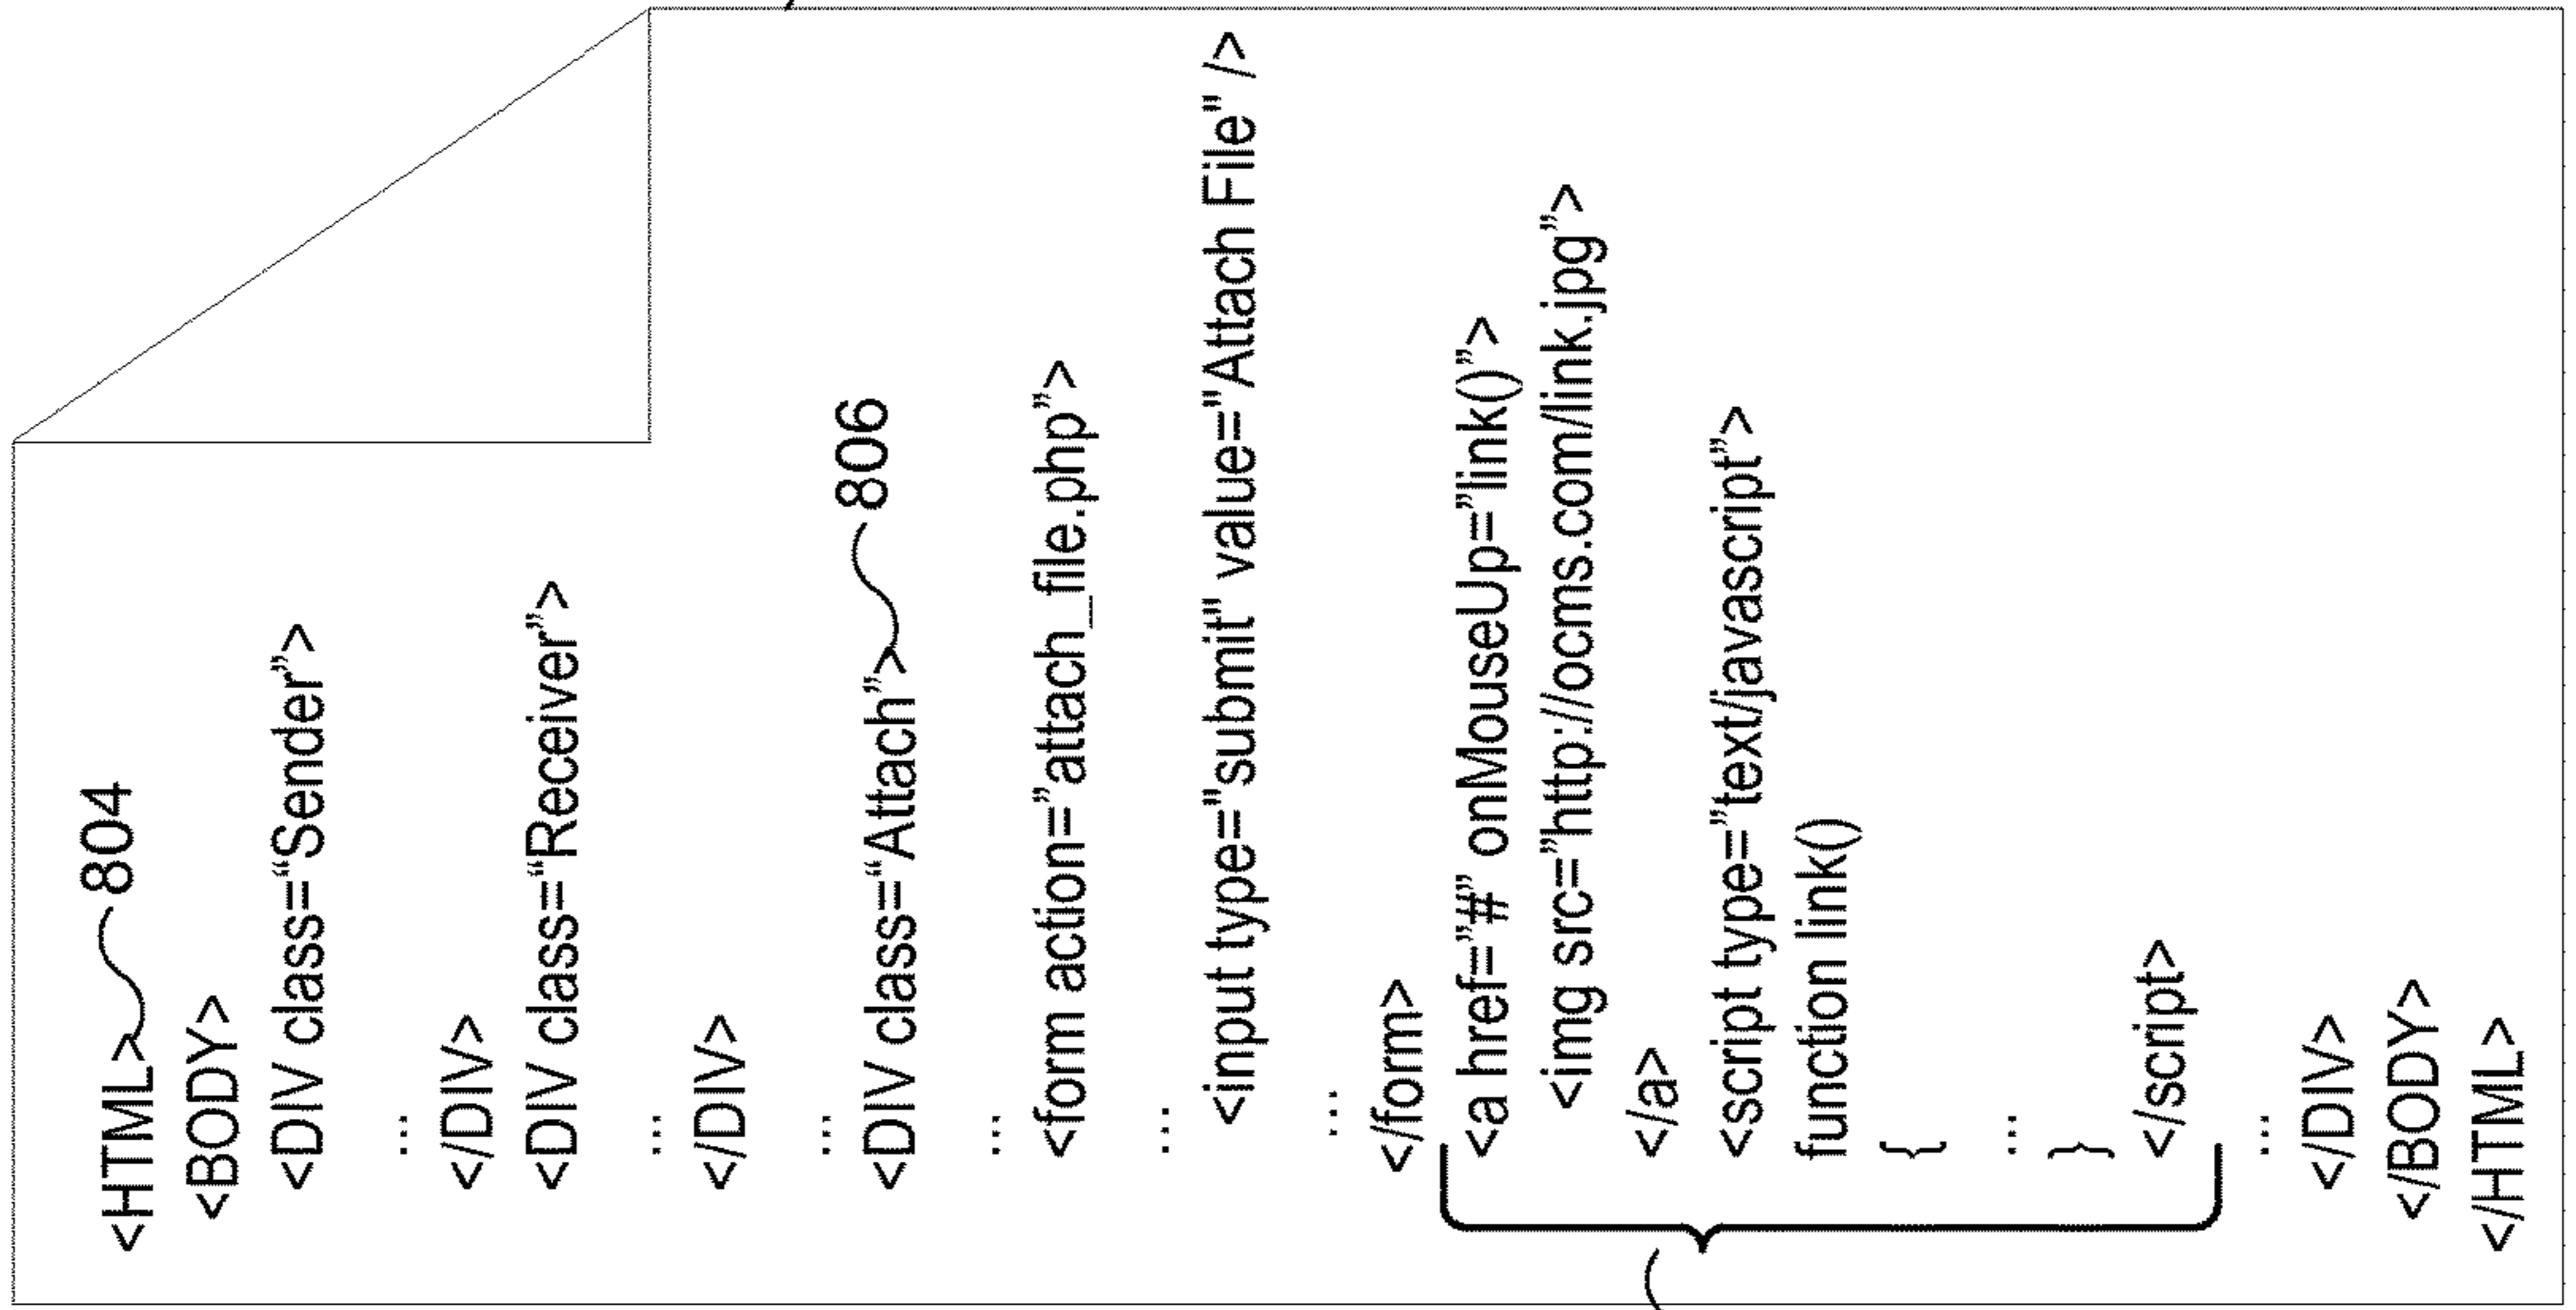 <HTML> 804
<BODY>
<DIV class=“Sender”>
...
</DIV>
<DIV class=“Receiver”>
...
</DIV>
...
<DIV class=“Attach”> 806
...
<form action=”attach_file.php”>
...
<input type="submit" value="Attach File" />
...
</form>
<a href=”#” onMouseUp=”link()”>
<img src=”http://ocms.com/link.jpg”>
</a>
<script type=”text/javascript”>
function link()
{
...
}
</script>
...
</DIV>
</BODY>
</HTML>